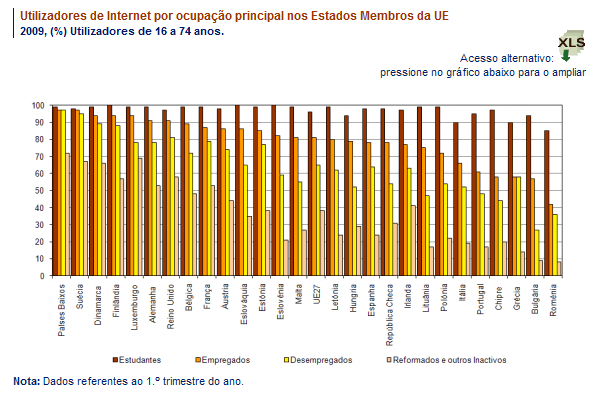 Utilizadores de Internet por ocupação principal nos Estados Membros da UE
2009, (%) Utilizadores de 16 a 74 anos.
XLS
Acesso alternativo:
pressione no gráfico abaixo para o ampliar
100
90
80
70
60
50
40
30
20
10
0
Países Baixos
Suécia
Dinamarca
Finlândia
Luxemburgo
Alemanha
Reino Unido
Bélgica
França
Áustria
Eslováquia
Estónia
Eslovénia
Malta
UE27
Letónia
Hungria
Espanha
República Checa
Irlanda
Lituânia
Polónia
Itália
Portugal
Chipre
Grécia
Bulgária
Roménia
Estudantes
Empregados
Desempregados
Reformados e outros Inactivos
Nota: Dados referentes ao 1.º trimestre do ano.